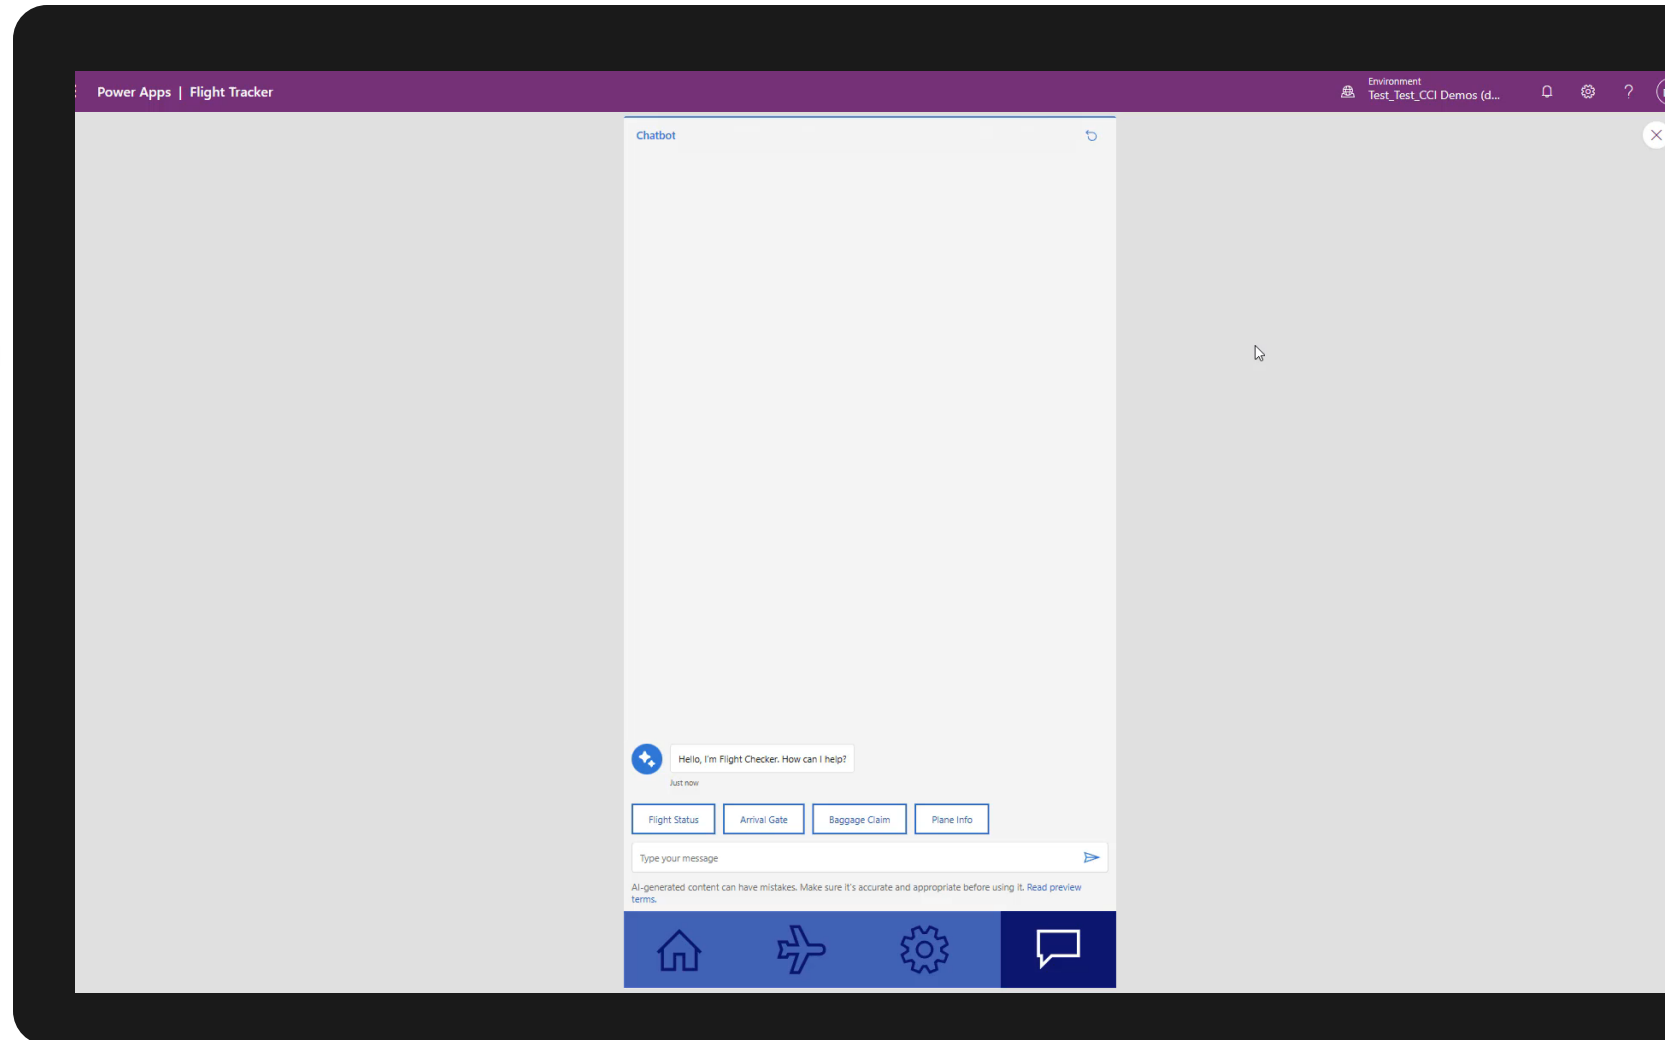 Power Apps | Flight Tracker
Environment
Test_Test_CCI Demos (d...
?
Chatbot
Hello, I'm Flight Checker. How can I help?
Just now
Flight Status
Arrival Gate
Baggage Claim
Plane Info
Type your message
AI-generated content can have mistakes. Make sure it's accurate and appropriate before using it. Read preview
terms.